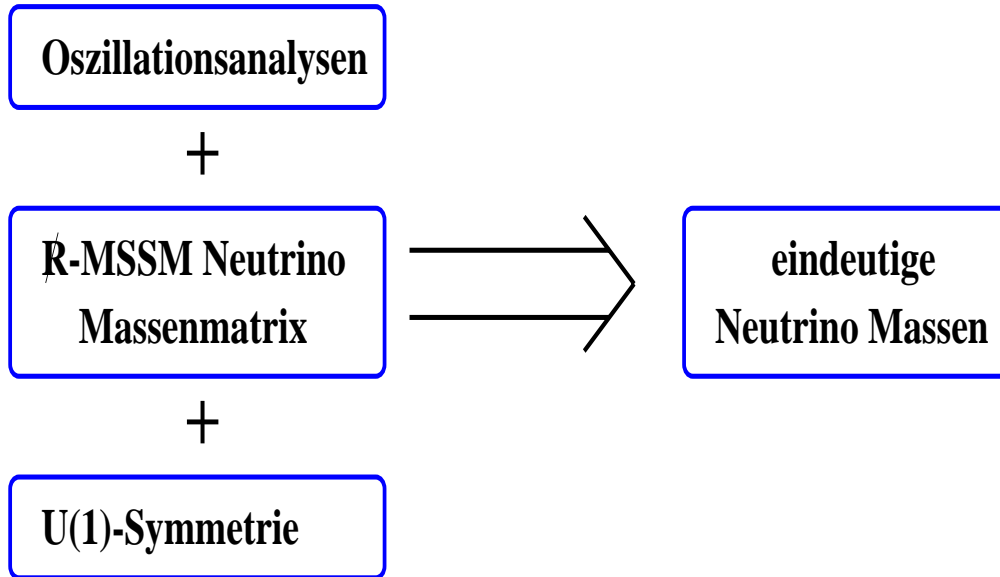 Oszillationsanalysen
+
R̸-MSSM Neutrino
Massenmatrix
+
U(1)-Symmetrie
eindeutige
Neutrino Massen